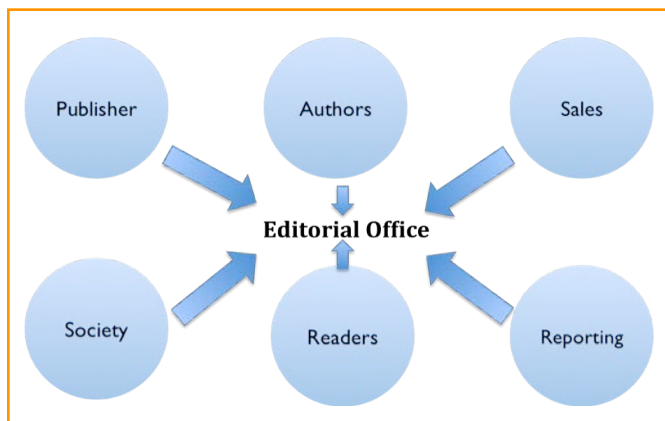 Publisher
Authors
Sales
Editorial Office
Society
Readers
Reporting